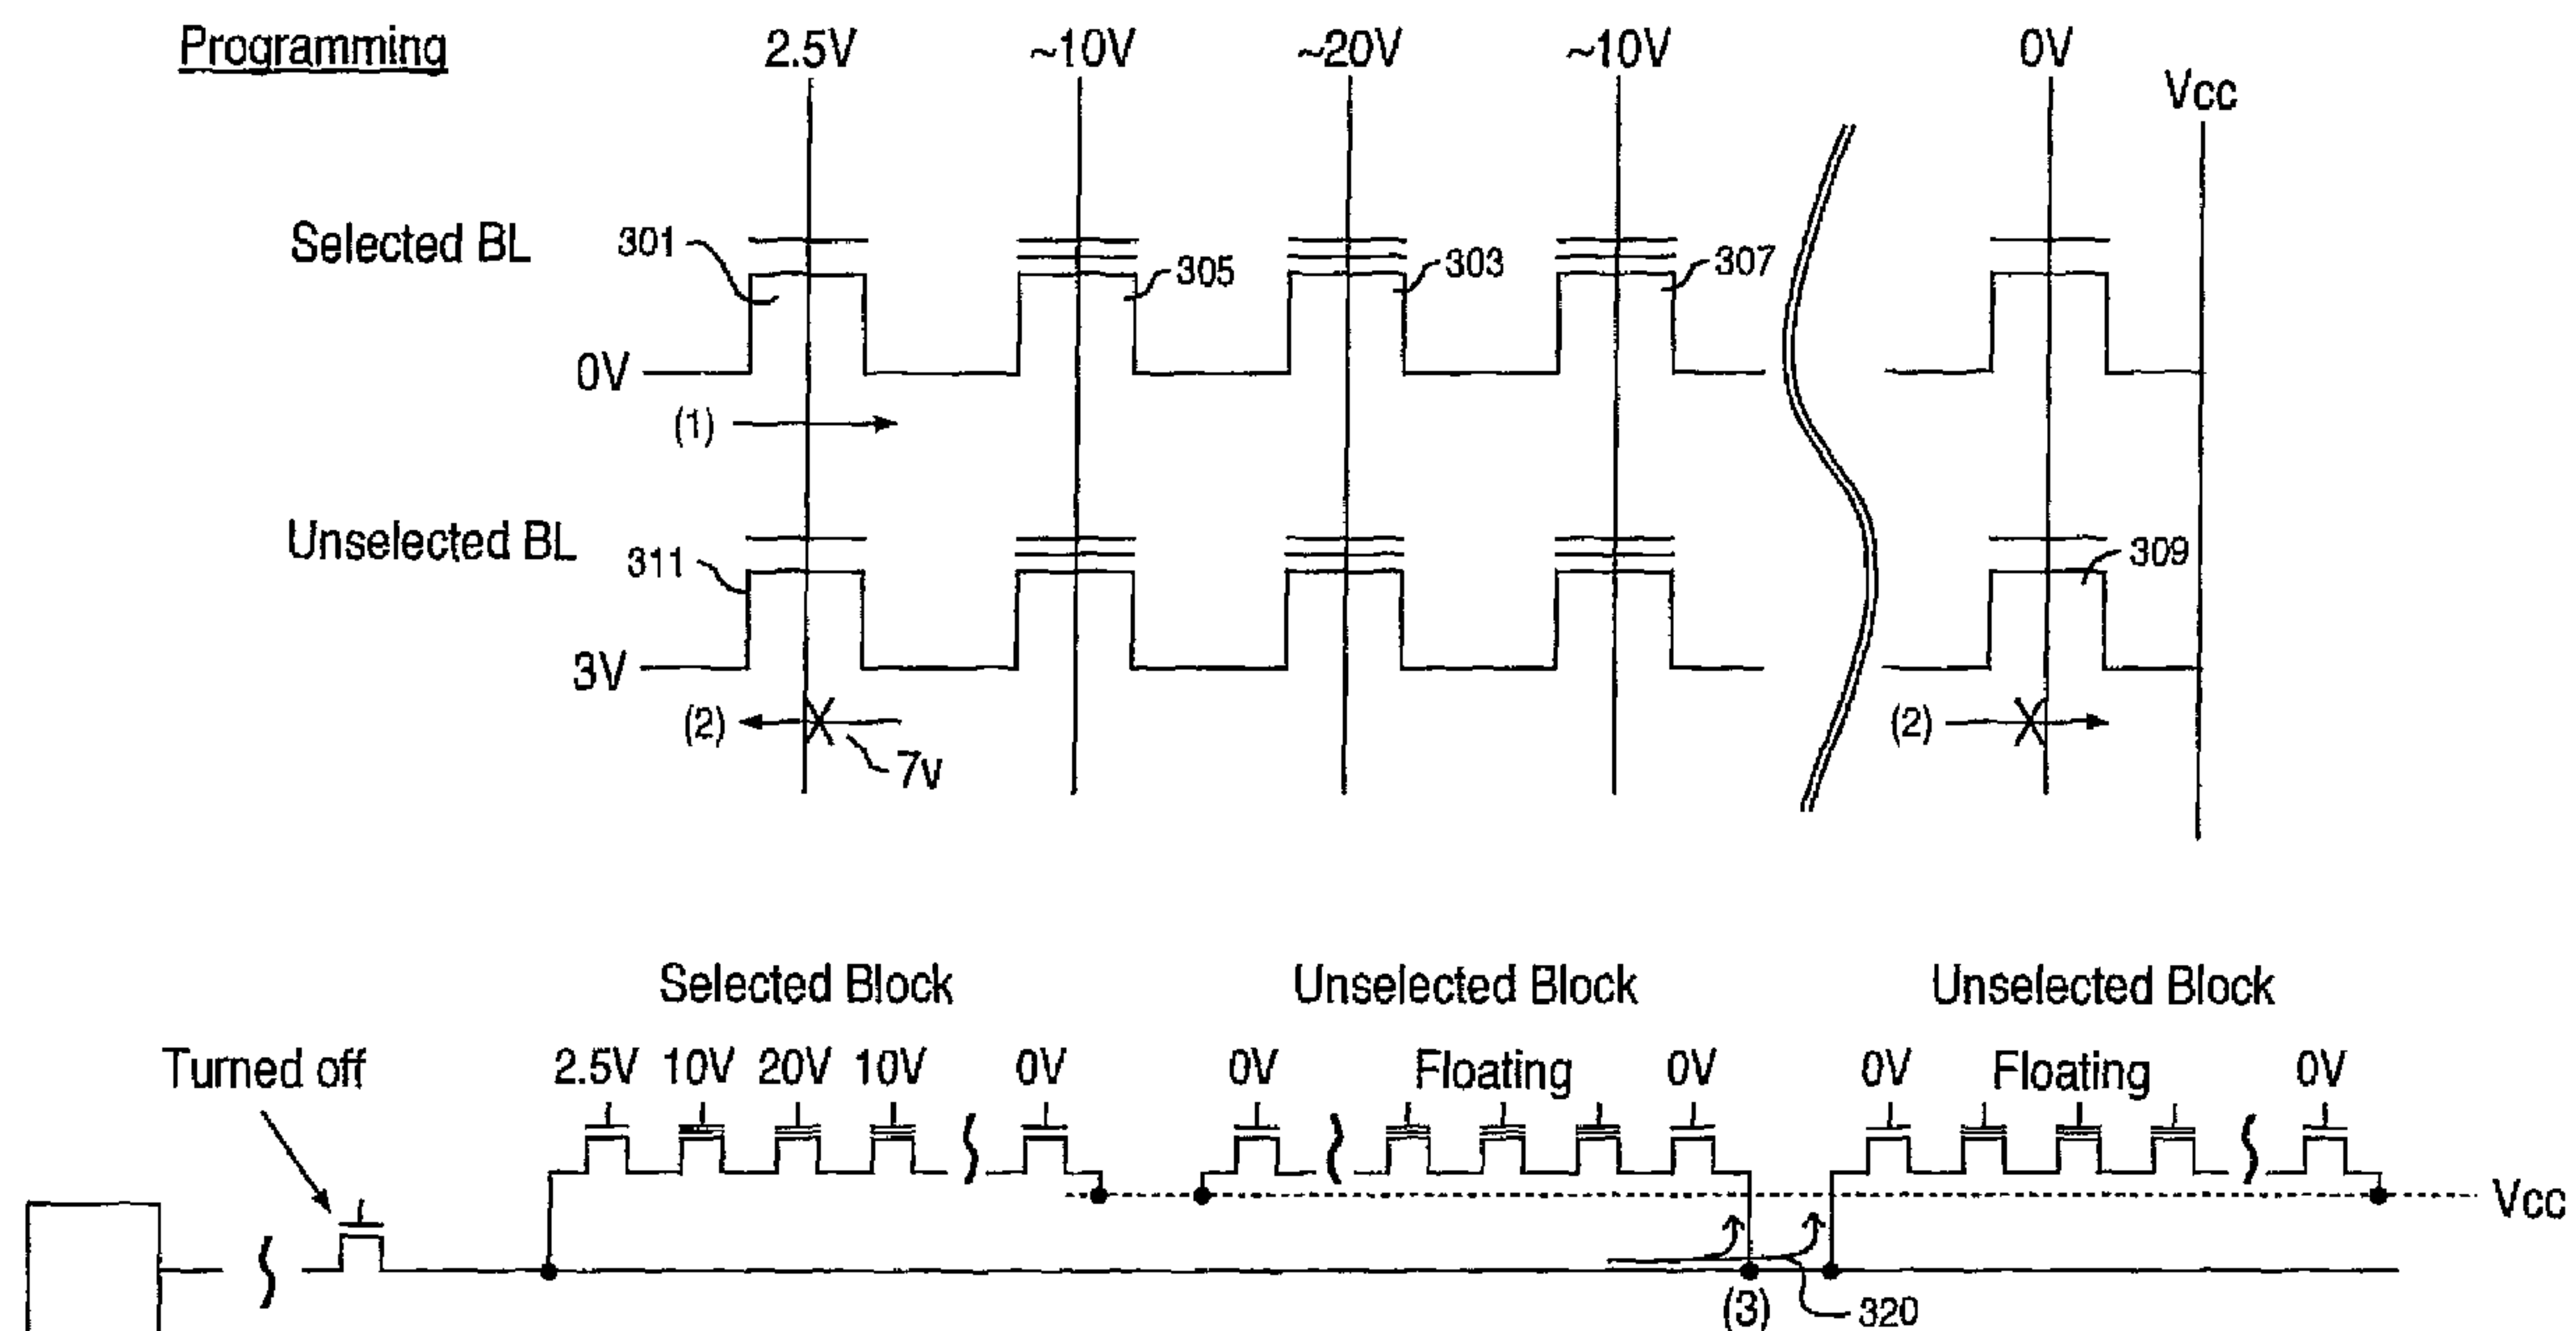 Programming
2.5V ~10V ~20V ~10V 0V Vcc
Selected BL
301 305 303 307
0V
(1)
Unselected BL
311 309
3V
(2) (2)
7v
Selected Block Unselected Block Unselected Block
Turned off
2.5V 10V 20V 10V 0V 0V Floating 0V 0V Floating 0V
Vcc
(3) 320